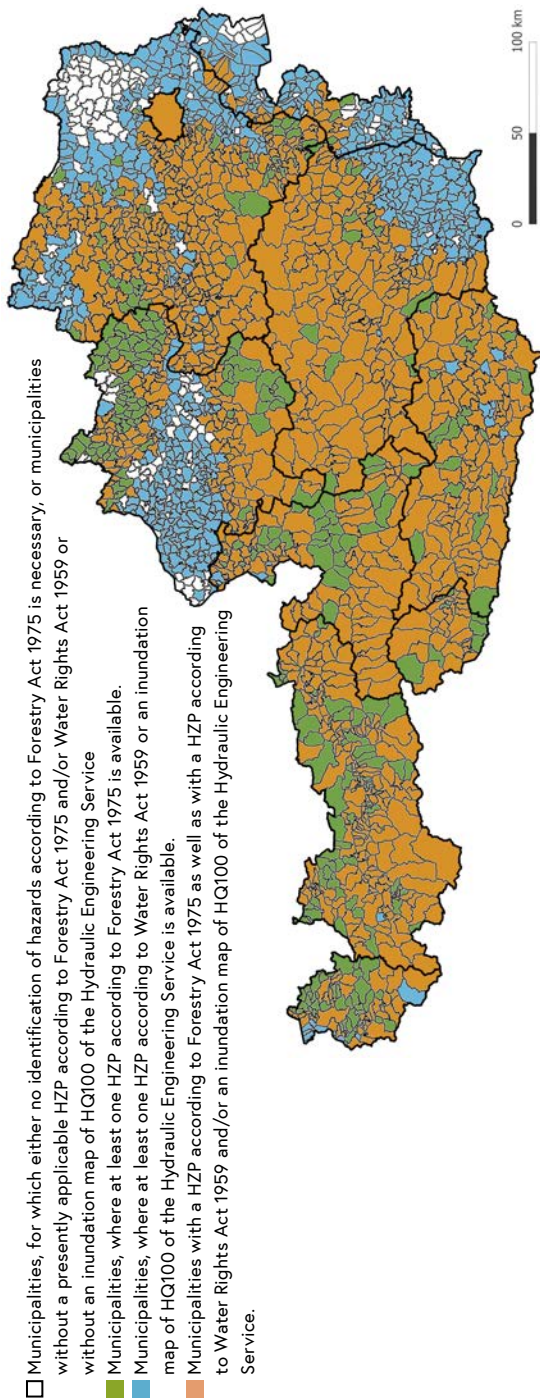 Municipalities, for which either no identification of hazards according to Forestry Act 1975 is necessary, or municipalities
without a presently applicable HZP according to Forestry Act 1975 and/or Water Rights Act 1959 or
without an inundation map of HQ100 of the Hydraulic Engineering Service
Municipalities, where at least one HZP according to Forestry Act 1975 is available.
Municipalities, where at least one HZP according to Water Rights Act 1959 or an inundation
map of HQ100 of the Hydraulic Engineering Service is available.
Municipalities with a HZP according to Forestry Act 1975 as well as with a HZP according
to Water Rights Act 1959 and/or an inundation map of HQ100 of the Hydraulic Engineering
Service.
0 50 100 km